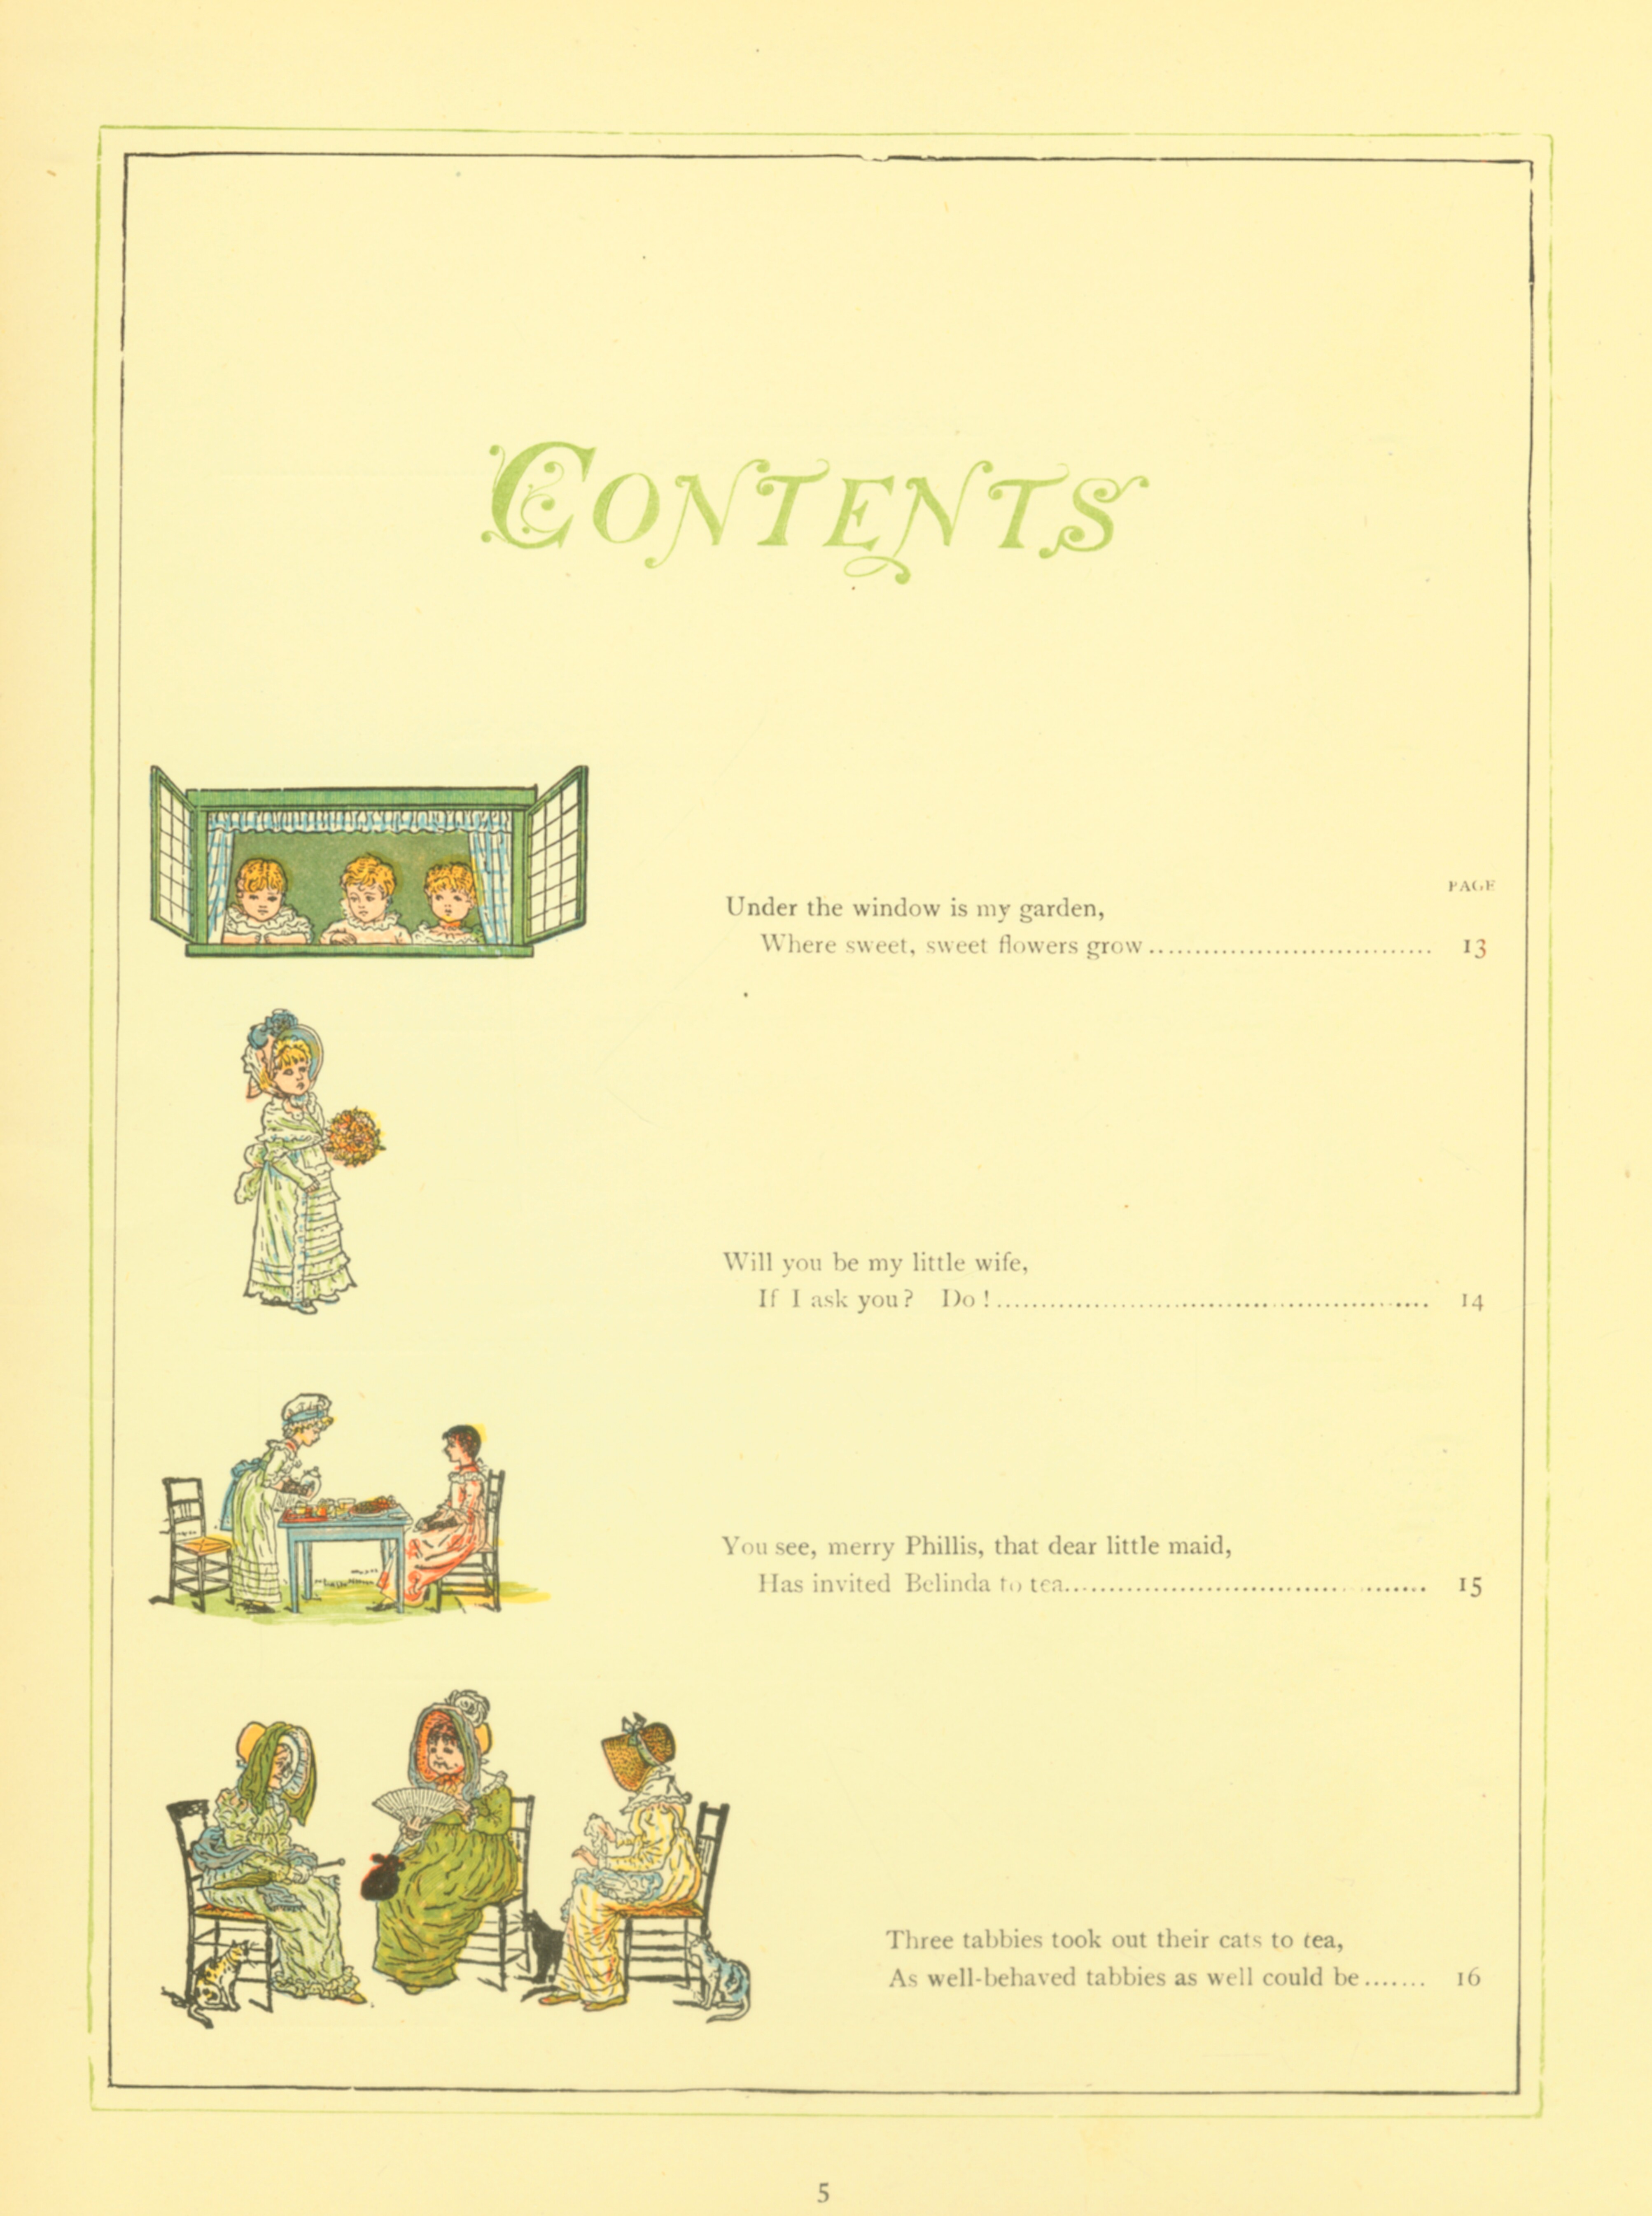 CONTENTS
PAGE
Under the window is my garden,
Where sweet, sweet flowers grow.............................. 13
Will you be my little wife,
If I ask you? Do!.............................................. 14
You see, merry Phillis, that dear little maid,
Has invited Belinda to tea...................................... 15
Three tabbies took out their cats to tea,
As well-behaved tabbies as well could be....... 16
5